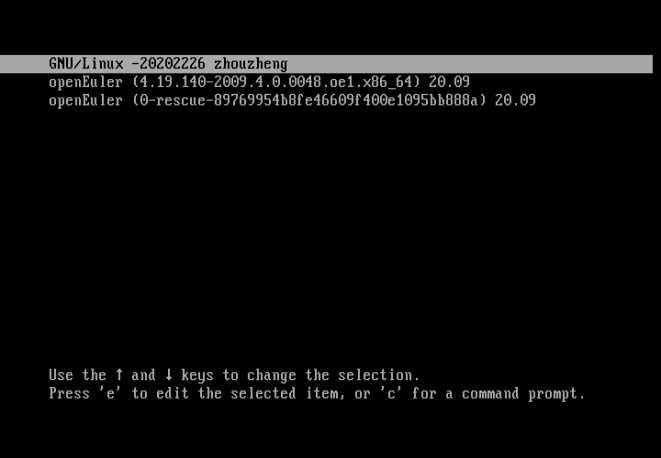 GNU/Linux -20202226 zhouzheng
openEuler (4.19.140-2009.4.0.0048.oe1.x86_64) 20.09
openEuler (0-rescue-89769954b8fe46609f400e1095bb888a) 20.09
Use the ↑ and ↓ keys to change the selection.
Press 'e' to edit the selected item, or 'c' for a command prompt.